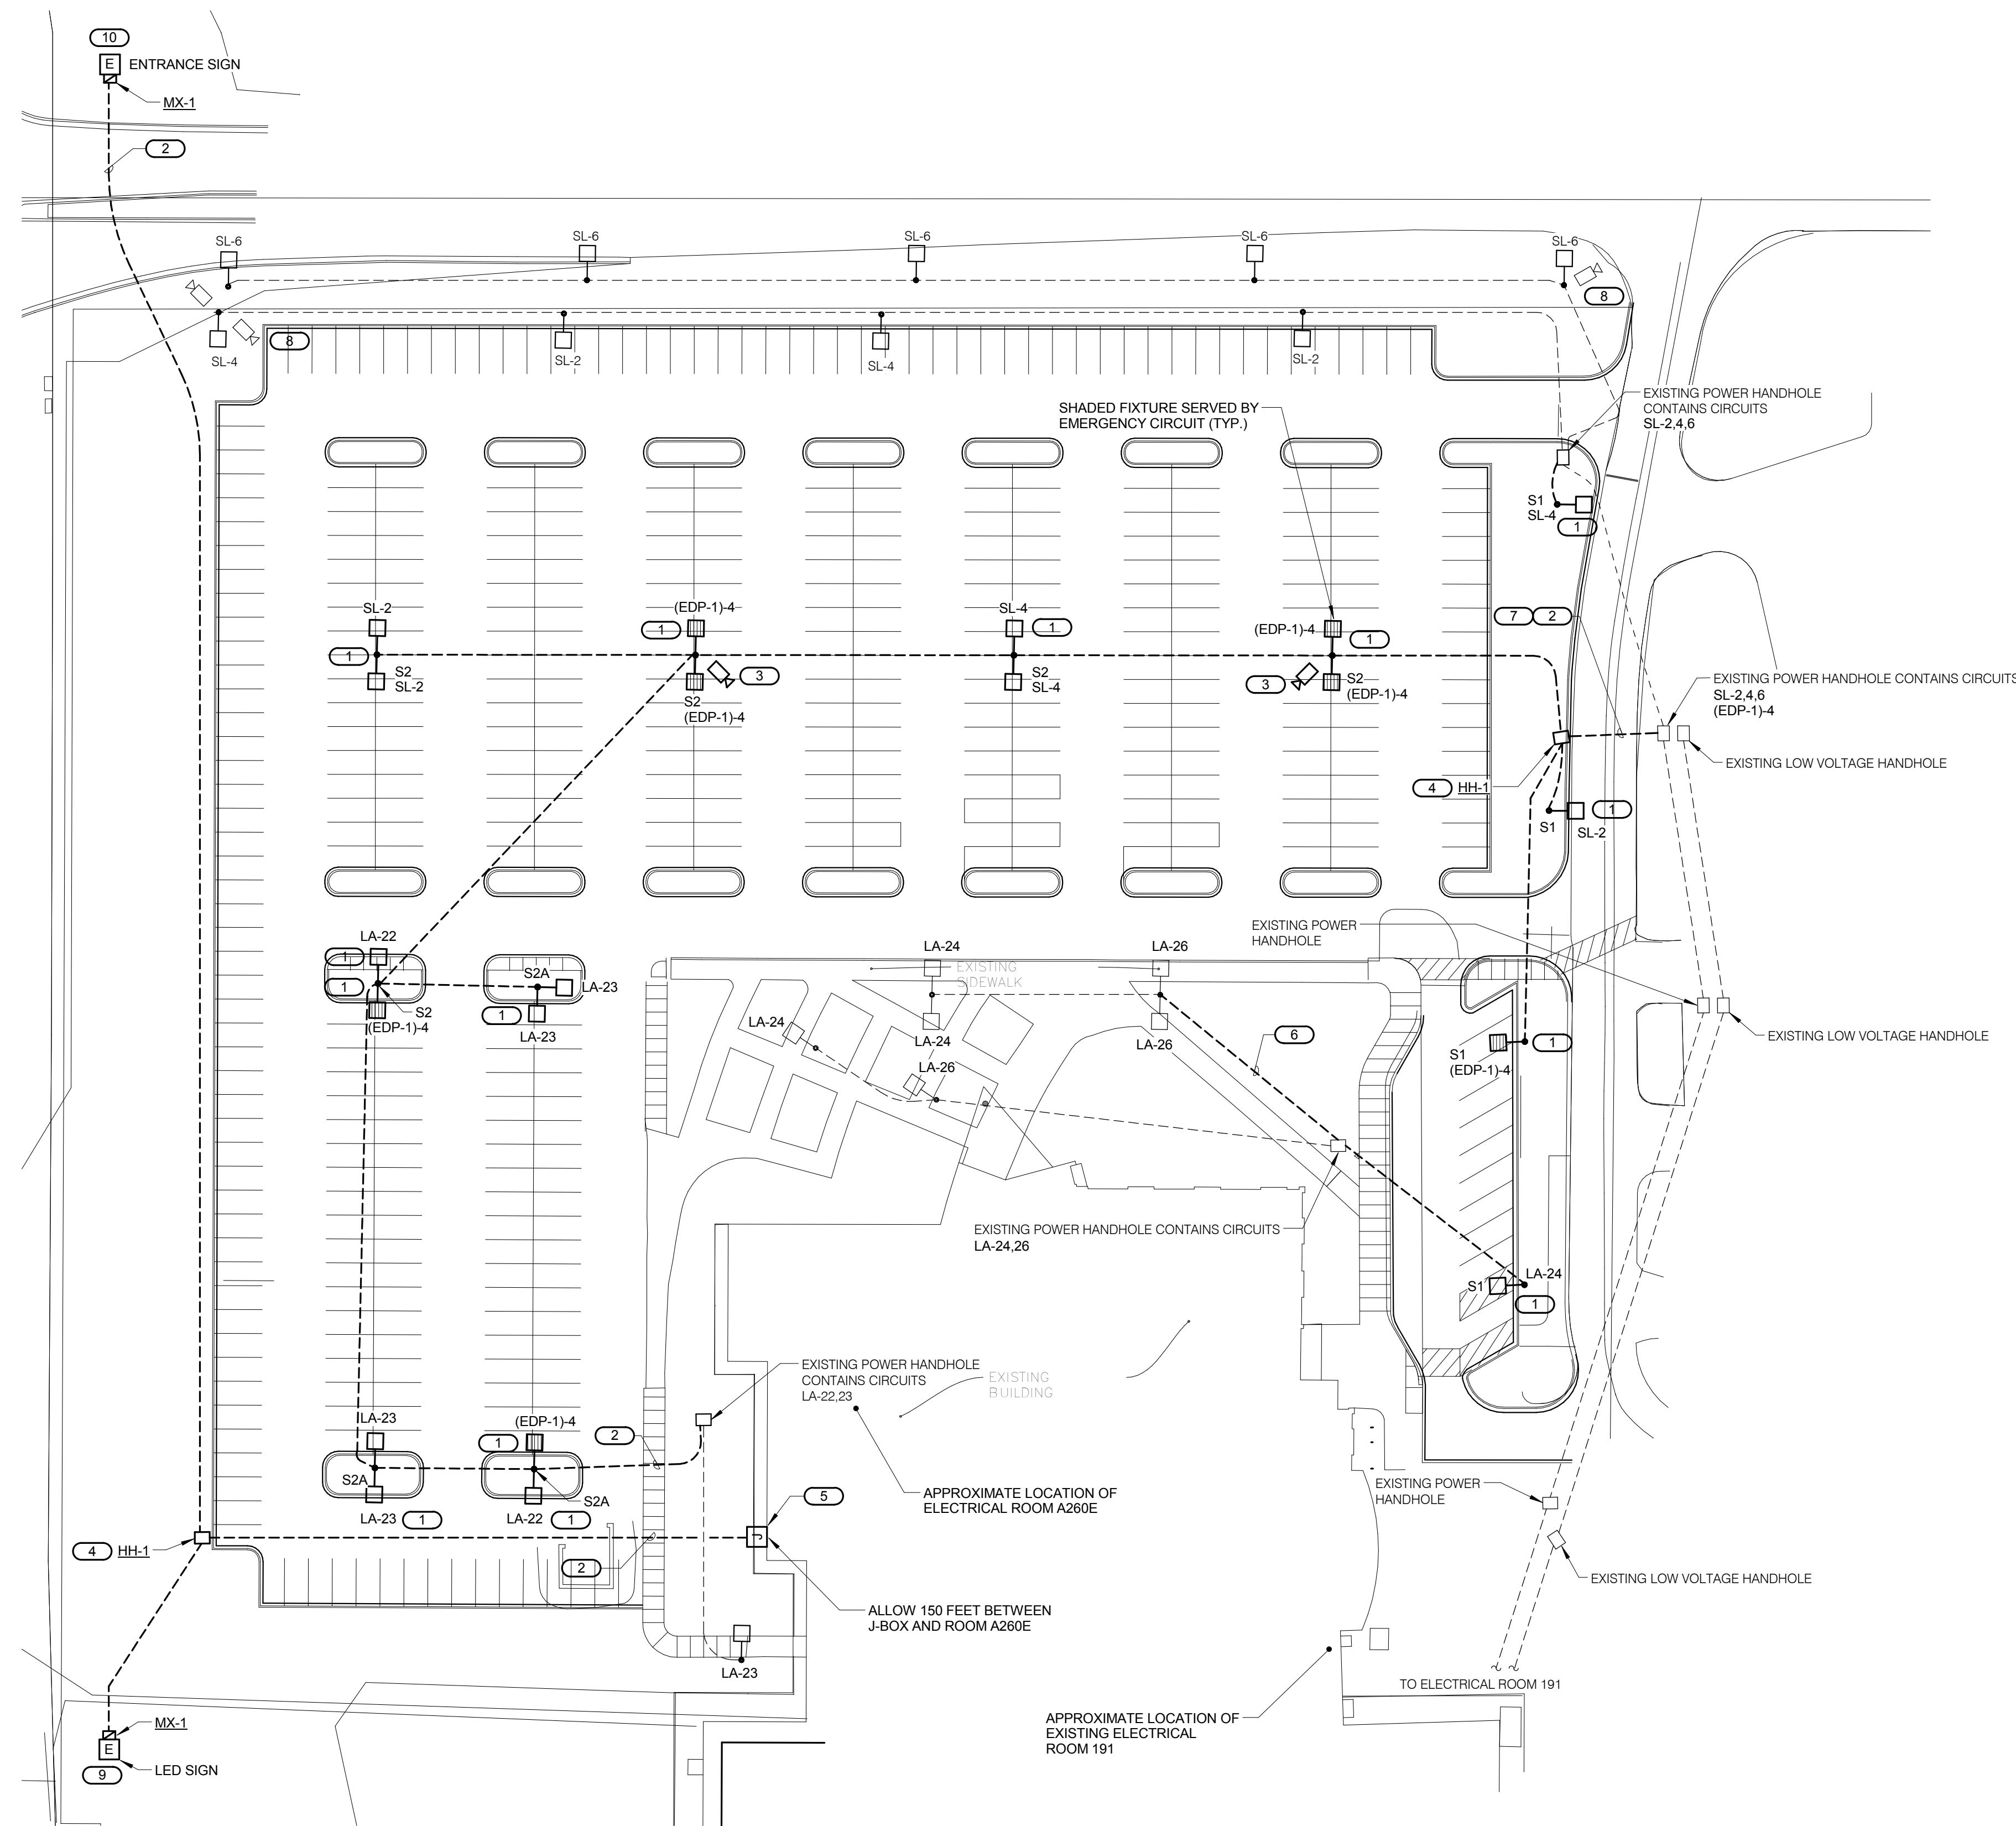 10
E
ENTRANCE SIGN
MX-1
2
SL-6
SL-6
SL-6
SL-6
SL-6
8
8
SL-4
SL-2
SL-4
SL-2
EXISTING POWER HANDHOLE
CONTAINS CIRCUITS
SL-2,4,6
SHADED FIXTURE SERVED BY
EMERGENCY CIRCUIT (TYP.)
S1
SL-4
1
SL-2
1
S2
SL-2
(EDP-1)-4
1
3
S2
(EDP-1)-4
SL-4
1
S2
SL-4
(EDP-1)-4
1
3
S2
(EDP-1)-4
7
2
EXISTING POWER HANDHOLE CONTAINS CIRCUITS
SL-2,4,6
(EDP-1)-4
EXISTING LOW VOLTAGE HANDHOLE
4
HH-1
1
S1
SL-2
EXISTING POWER
HANDHOLE
LA-22
1
1
S2
(EDP-1)-4
S2A
LA-23
1
LA-23
LA-24
EXISTING
SIDEWALK
LA-26
LA-24
LA-24
LA-26
LA-26
6
EXISTING LOW VOLTAGE HANDHOLE
S1
(EDP-1)-4
1
EXISTING POWER HANDHOLE CONTAINS CIRCUITS
LA-24,26
S1
LA-24
1
EXISTING POWER HANDHOLE
CONTAINS CIRCUITS
LA-22,23
EXISTING
BUILDING
LA-23
(EDP-1)-4
1
2
S2A
S2A
LA-23
1
LA-22
1
5
APPROXIMATE LOCATION OF
ELECTRICAL ROOM A260E
EXISTING POWER
HANDHOLE
J
4
HH-1
2
EXISTING LOW VOLTAGE HANDHOLE
ALLOW 150 FEET BETWEEN
J-BOX AND ROOM A260E
LA-23
TO ELECTRICAL ROOM 191
APPROXIMATE LOCATION OF
EXISTING ELECTRICAL
ROOM 191
MX-1
E
9
LED SIGN